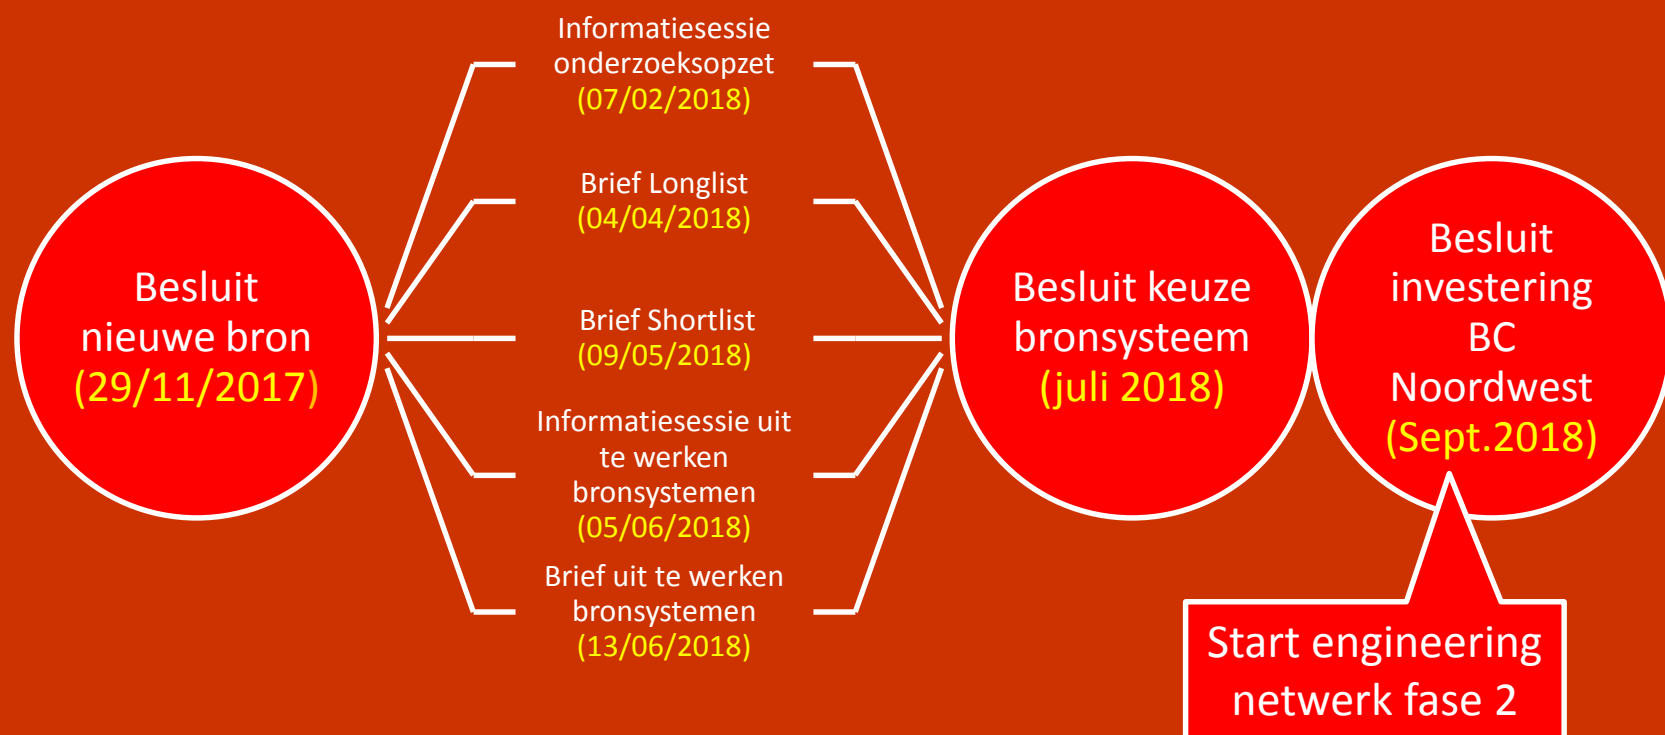 Besluit
nieuwe bron
(29/11/2017)
Informatiesessie
onderzoeksopzet
(07/02/2018)
Brief Longlist
(04/04/2018)
Brief Shortlist
(09/05/2018)
Informatiesessie uit
te werken
bronsystemen
(05/06/2018)
Brief uit te werken
bronsystemen
(13/06/2018)
Besluit keuze
bronsysteem
(juli 2018)
Besluit
investering
BC
Noordwest
(Sept.2018)
Start engineering
netwerk fase 2